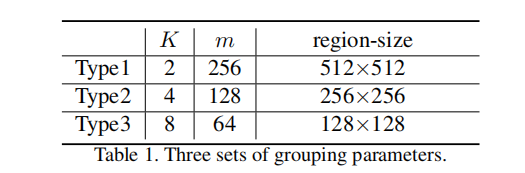 K m region-size
Type1 2 256 512×512
Type2 4 128 256×256
Type3 8 64 128×128
Table 1. Three sets of grouping parameters.